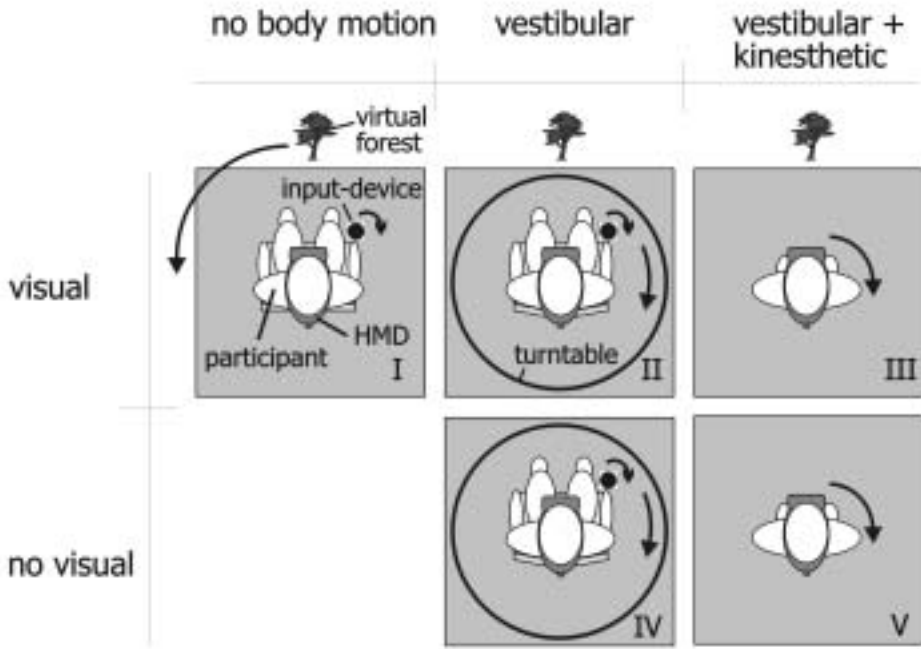 no body motion
vestibular
vestibular +
kinesthetic
virtual
forest
input-device
visual
participant
HMD
I
turntable
II
III
no visual
IV
V